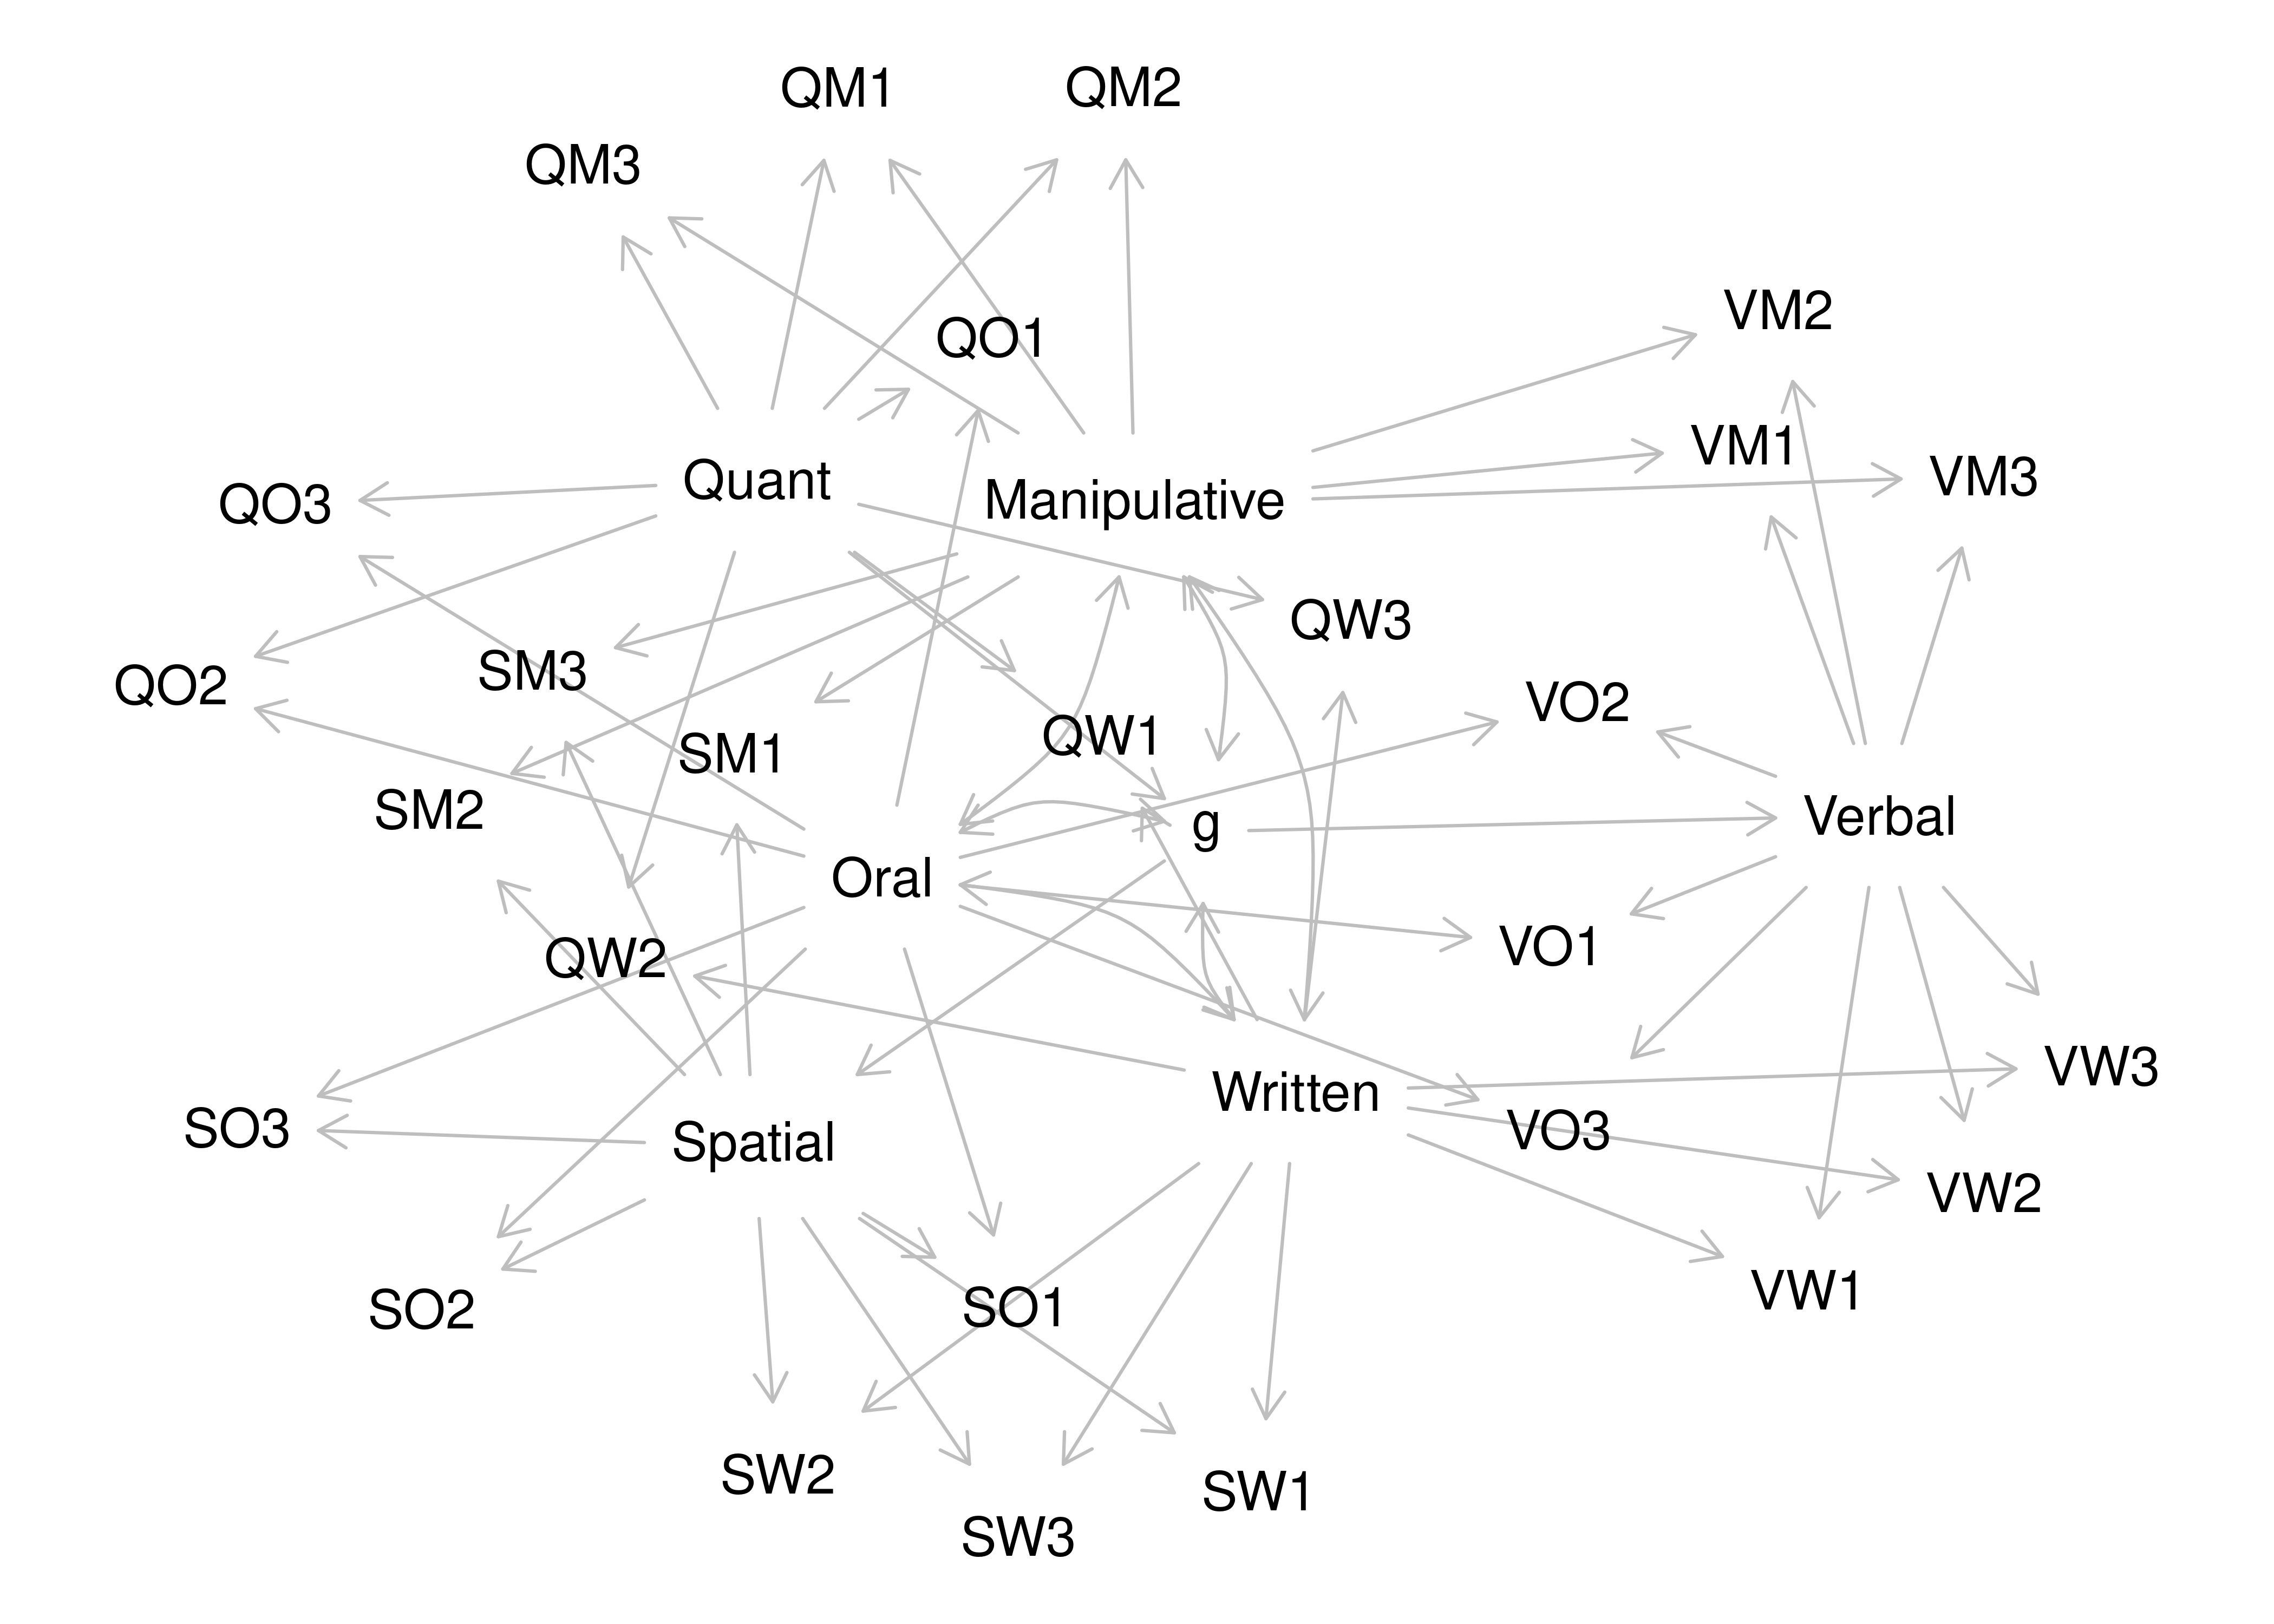 QM1
QM2
QM3
VM2
QO1
VM1
VM3
Quant
Manipulative
QO3
QW3
SM3
QO2
VO2
QW1
SM1
SM2
Verbal
g
Oral
VO1
QW2
VW3
Written
SO3
VO3
Spatial
VW2
VW1
SO1
SO2
SW2
SW1
SW3